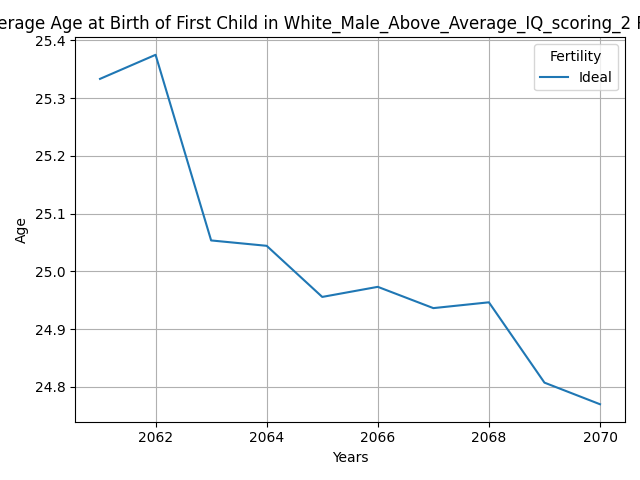 erage Age at Birth of First Child in White_Male_Above_Average_IQ_scoring_2
Fertility
Ideal
25.4
25.3
25.2
25.1
25.0
24.9
24.8
Age
2062 2064 2066 2068 2070
Years